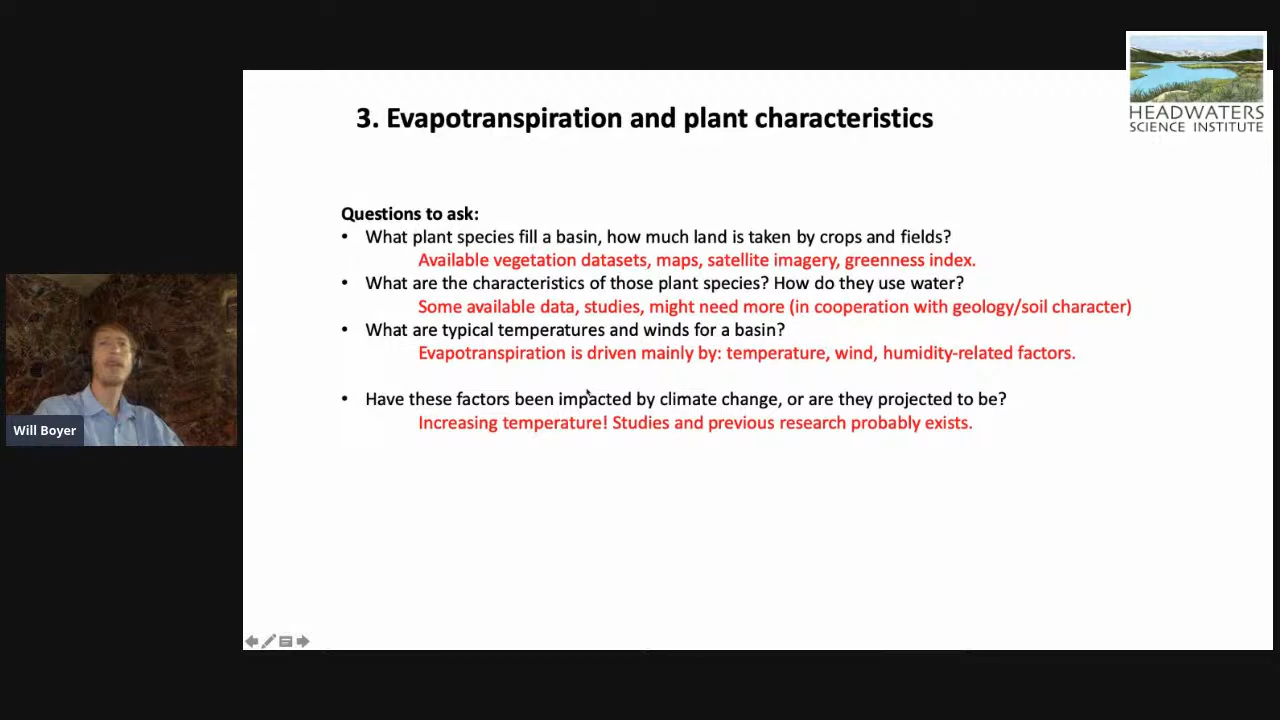 HEADWATERS
SCIENCE INSTITUTE
3. Evapotranspiration and plant characteristics
Questions to ask:
• What plant species fill a basin, how much land is taken by crops and fields?
Available vegetation datasets, maps, satellite imagery, greenness index.
• What are the characteristics of those plant species? How do they use water?
Some available data, studies, might need more (in cooperation with geology/soil character)
• What are typical temperatures and winds for a basin?
Evapotranspiration is driven mainly by: temperature, wind, humidity-related factors.
• Have these factors been impacted by climate change, or are they projected to be?
Increasing temperature! Studies and previous research probably exists.
Will Boyer